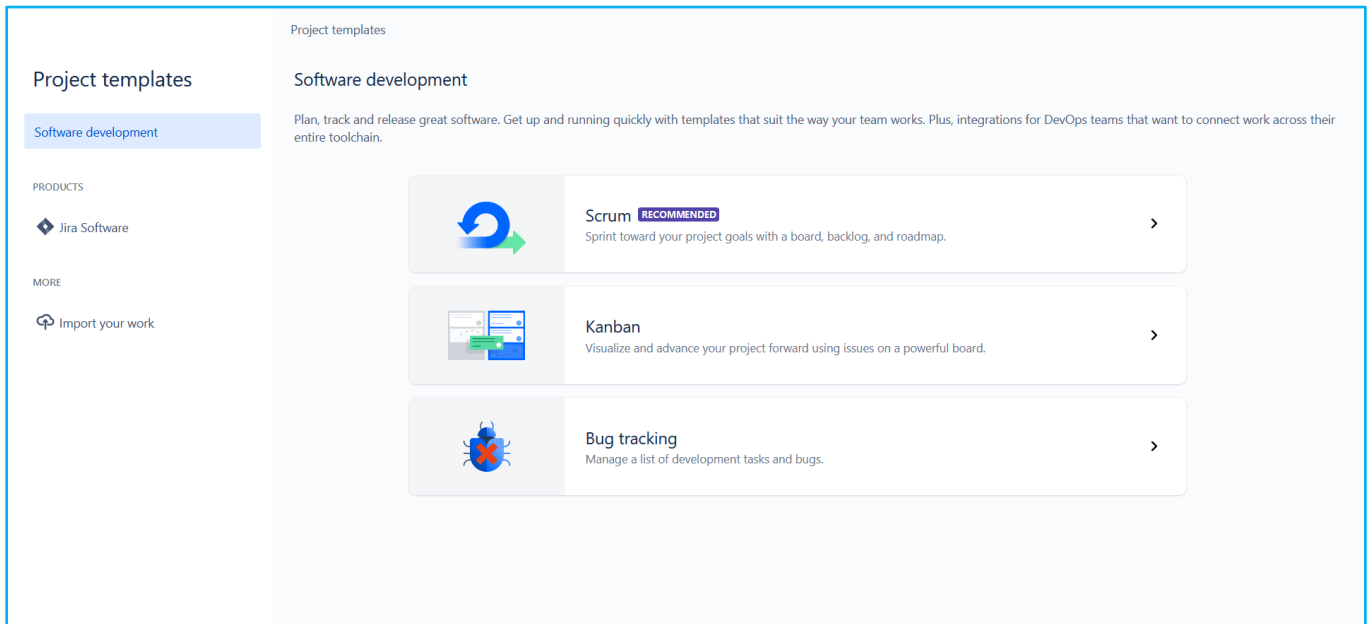 Project templates
Project templates
Software development
PRODUCTS
Jira Software
MORE
Import your work
Software development
Plan, track and release great software. Get up and running quickly with templates that suit the way your team works. Plus, integrations for DevOps teams that want to connect work across their
entire toolchain.
Scrum RECOMMENDED
Sprint toward your project goals with a board, backlog, and roadmap.
Kanban
Visualize and advance your project forward using issues on a powerful board.
Bug tracking
Manage a list of development tasks and bugs.